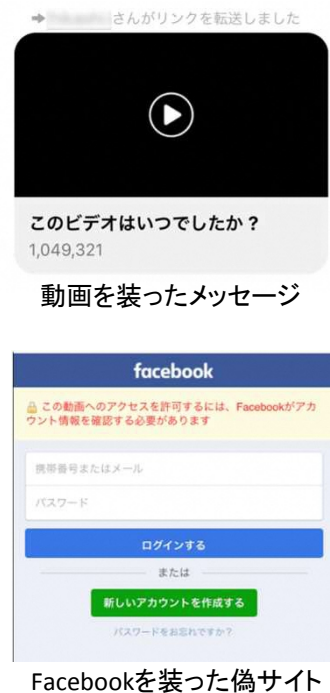 ➜ さんがリンクを転送しました
このビデオはいつでしたか？
1,049,321
動画を装ったメッセージ
facebook
この動画へのアクセスを許可するには、Facebookがアカ
ウント情報を確認する必要があります
携帯番号またはメール
パスワード
ログインする
または
新しいアカウントを作成する
パスワードをお忘れですか？
Facebookを装った偽サイト